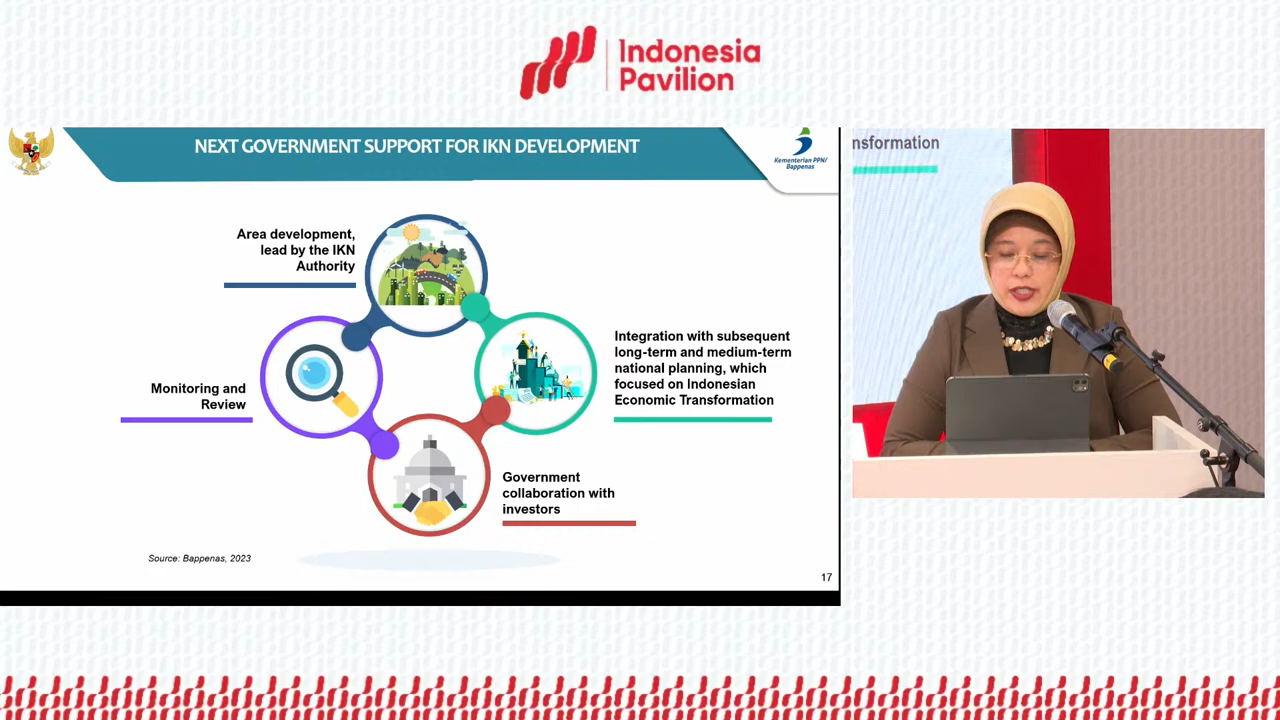 Indonesia
Pavilion
NEXT GOVERNMENT SUPPORT FOR IKN DEVELOPMENT
Kementerian PPN/
Bappenas
nsformation
Area development,
lead by the IKN
Authority
Integration with subsequent
long-term and medium-term
national planning, which
focused on Indonesian
Economic Transformation
Monitoring and
Review
Government
collaboration with
investors
Source: Bappenas, 2023
17